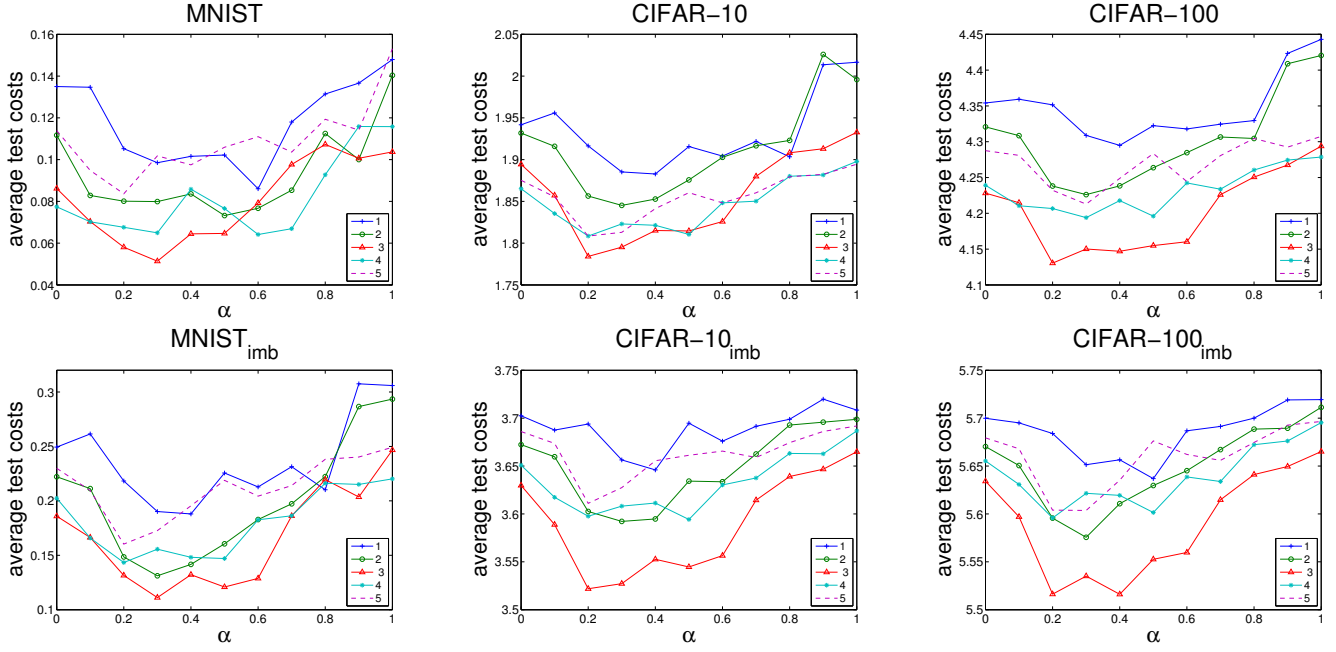 MNIST
average test costs
0.16
0.14
0.12
0.1
0.08
0.06
0.04
0 0.2 0.4 0.6 0.8 1
α
1
2
3
4
5
CIFAR−10
average test costs
2.05
2
1.95
1.9
1.85
1.8
1.75
0 0.2 0.4 0.6 0.8 1
α
1
2
3
4
5
CIFAR−100
average test costs
4.45
4.35
4.3
4.25
4.2
4.15
4.1
0 0.2 0.4 0.6 0.8 1
α
1
2
3
4
5
MNIST imb
average test costs
0.3
0.25
0.2
0.15
0.1
0 0.2 0.4 0.6 0.8 1
α
1
2
3
4
5
CIFAR−10 imb
average test costs
3.75
3.7
3.65
3.6
3.55
3.5
0 0.2 0.4 0.6 0.8 1
α
1
2
3
4
5
CIFAR−100 imb
average test costs
5.75
5.7
5.65
5.6
5.55
5.5
0 0.2 0.4 0.6 0.8 1
α
1
2
3
4
5